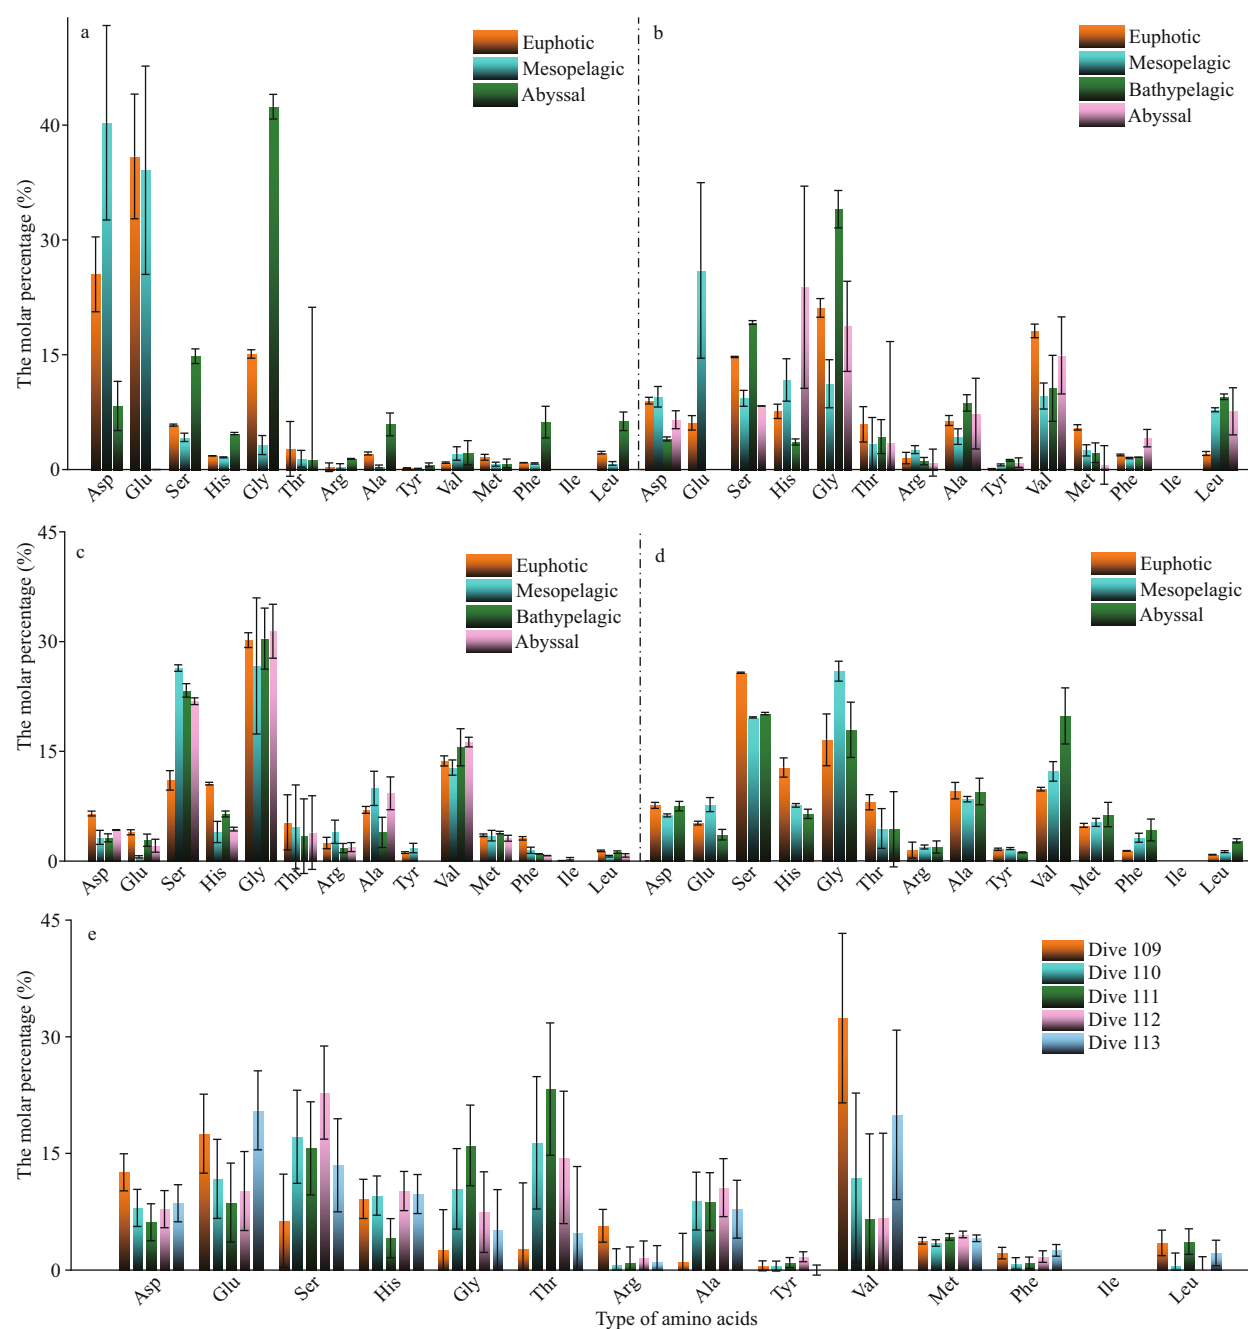 a
Euphotic
Mesopelagic
Abyssal
b
Euphotic
Mesopelagic
Bathypelagic
Abyssal
The molar percentage (%)
40
30
15
0
Asp Glu Ser His Gly Thr Arg Ala Tyr Val Met Phe Ile Leu
Asp Glu Ser His Gly Thr Arg Ala Tyr Val Met Phe Ile Leu
c
Euphotic
Mesopelagic
Bathypelagic
Abyssal
d
Euphotic
Mesopelagic
Abyssal
The molar percentage (%)
45
30
15
0
Asp Glu Ser His Gly Thr Arg Ala Tyr Val Met Phe Ile Leu
Asp Glu Ser His Gly Thr Arg Ala Tyr Val Met Phe Ile Leu
e
Dive 109
Dive 110
Dive 111
Dive 112
Dive 113
The molar percentage (%)
45
30
15
0
Asp Glu Ser His Gly Thr Arg Ala Tyr Val Met Phe Ile Leu
Type of amino acids